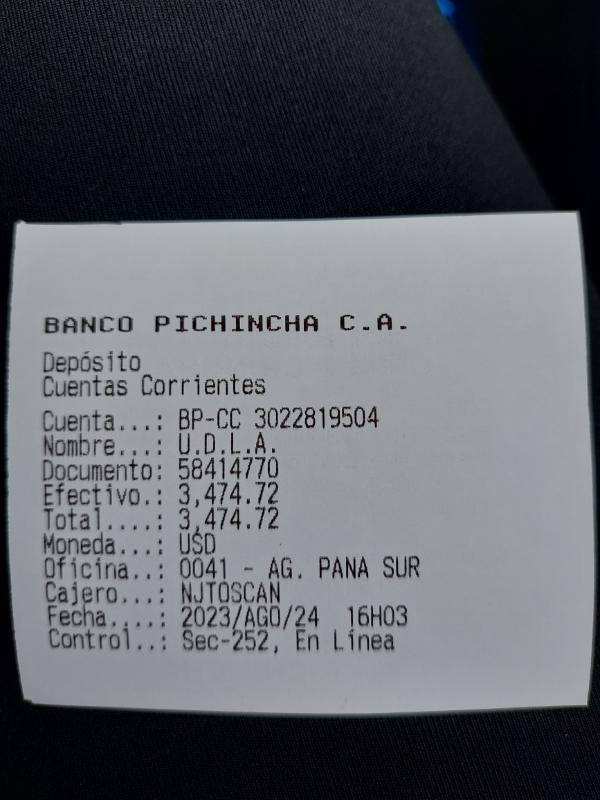 BANCO PICHINCHA C.A.
Depósito
Cuentas Corrientes
Cuenta...: BP-CC 3022819504
Nombre...: U.D.L.A.
Documento: 58414770
Efectivo.: 3,474.72
Total....: 3,474.72
Moneda...: USD
Oficina..: 0041 - AG. PANA SUR
Cajero...: NJTOSCAN
Fecha....: 2023/AGO/24 16H03
Control..: Sec-252, En Línea